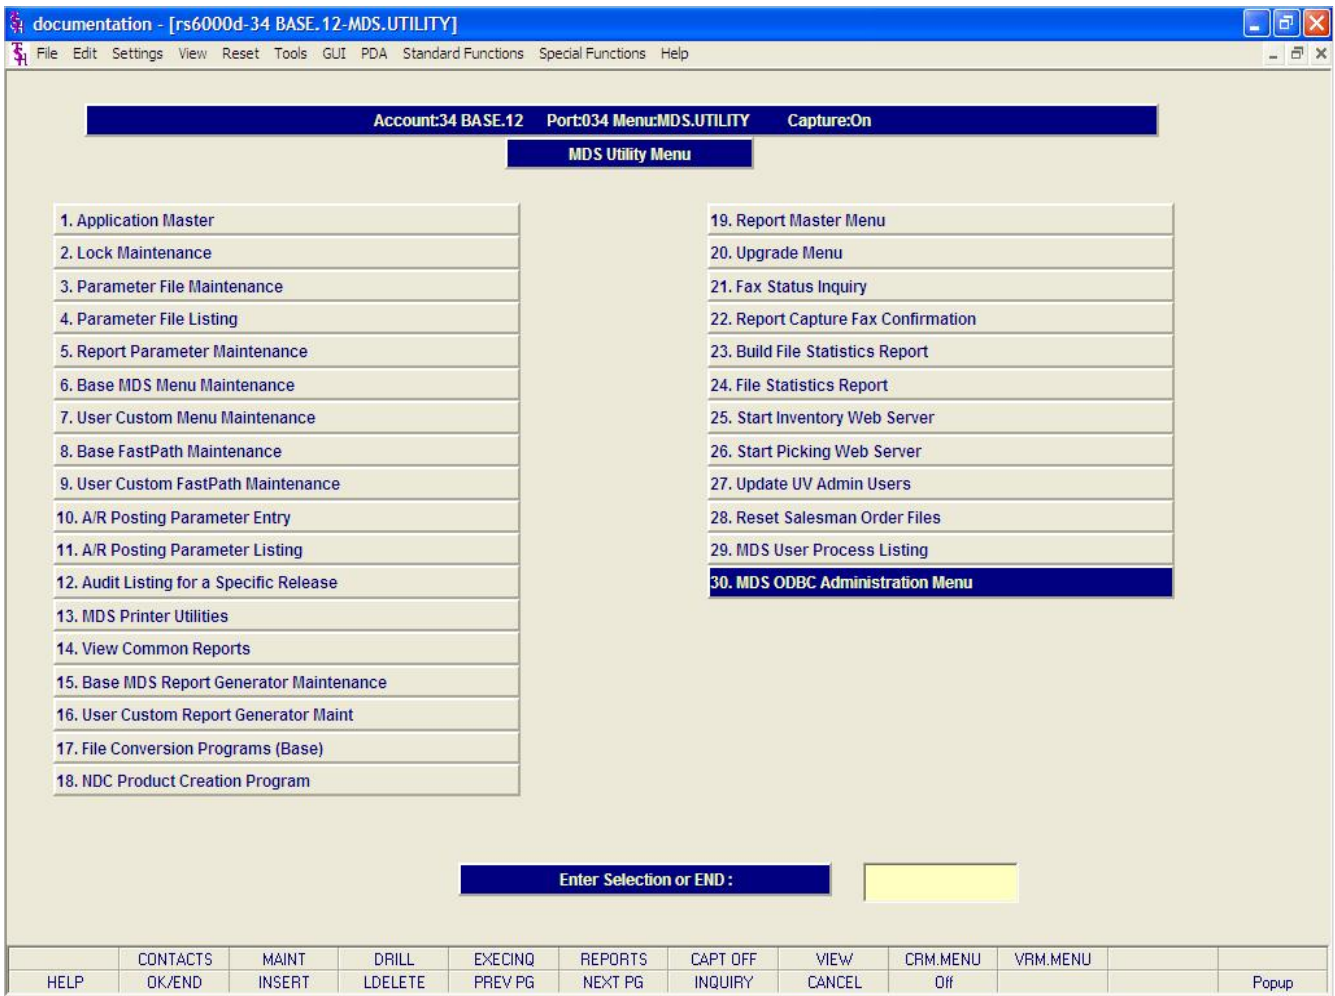 documentation - [rs6000d-34 BASE.12-MDS.UTILITY]
File Edit Settings View Reset Tools GUI PDA Standard Functions Special Functions Help
Account:34 BASE.12 Port:034 Menu:MDS.UTILITY Capture:On
MDS Utility Menu
1. Application Master
2. Lock Maintenance
3. Parameter File Maintenance
4. Parameter File Listing
5. Report Parameter Maintenance
6. Base MDS Menu Maintenance
7. User Custom Menu Maintenance
8. Base FastPath Maintenance
9. User Custom FastPath Maintenance
10. A/R Posting Parameter Entry
11. A/R Posting Parameter Listing
12. Audit Listing for a Specific Release
13. MDS Printer Utilities
14. View Common Reports
15. Base MDS Report Generator Maintenance
16. User Custom Report Generator Maint
17. File Conversion Programs (Base)
18. NDC Product Creation Program
19. Report Master Menu
20. Upgrade Menu
21. Fax Status Inquiry
22. Report Capture Fax Confirmation
23. Build File Statistics Report
24. File Statistics Report
25. Start Inventory Web Server
26. Start Picking Web Server
27. Update UV Admin Users
28. Reset Salesman Order Files
29. MDS User Process Listing
30. MDS ODBC Administration Menu
Enter Selection or END :
CONTACTS MAINT DRILL EXECINQ REPORTS CAPT OFF VIEW CRM.MENU VRM.MENU
HELP OK/END INSERT LDELETE PREV PG NEXT PG INQUIRY CANCEL Off Popup